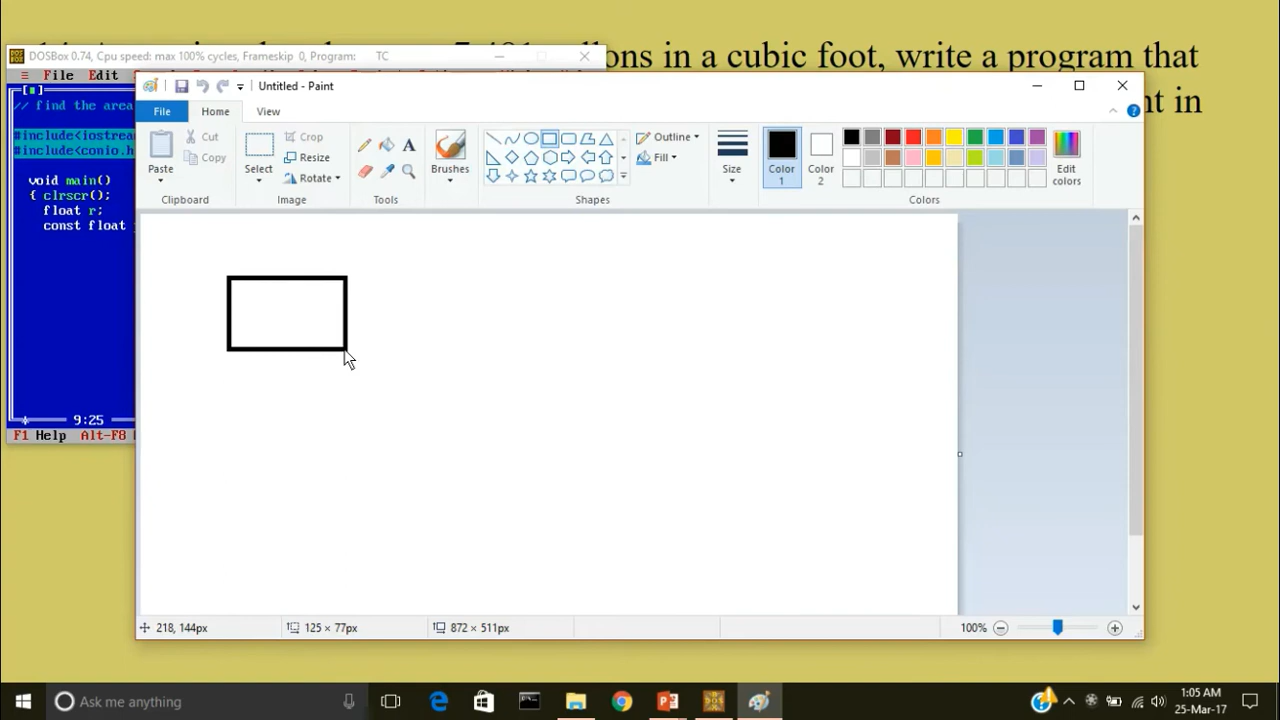 7.481 gallons in a cubic foot, write a program that
DOSBox 0.74, Cpu speed: max 100% cycles, Frameskip 0, Program: TC
File Edit
Untitled - Paint
in
File Home View
// find the area
#include<iostream
#include<conio.h
void main()
{ clrscr();
float r;
const float
9:25
F1 Help Alt-F8
Paste
Cut
Copy
Clipboard
Select
Crop
Resize
Rotate
Image
Tools
Brushes
Shapes
Outline
Fill
Size
Color 1
Color 2
Edit colors
Colors
218, 144px 125 × 77px 872 × 511px 100%
Ask me anything
1:05 AM
25-Mar-17